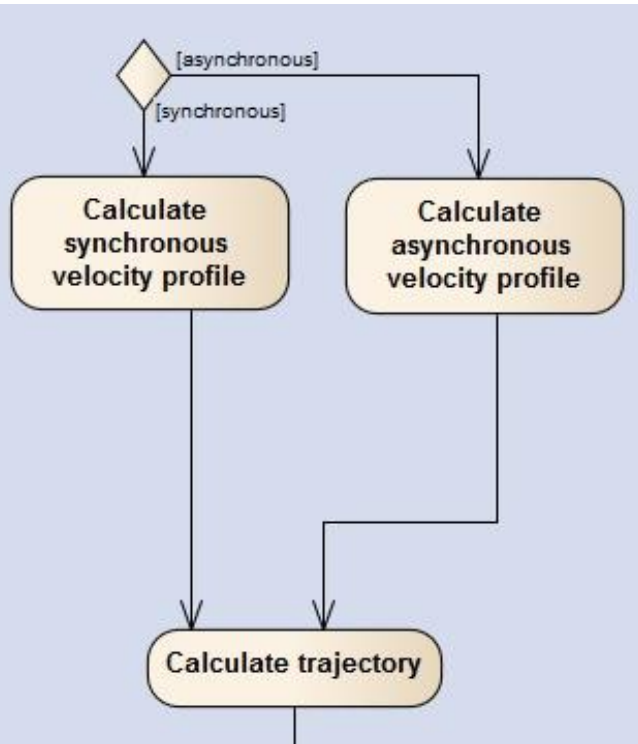 [asynchronous]
[synchronous]
Calculate
synchronous
velocity profile
Calculate
asynchronous
velocity profile
Calculate trajectory